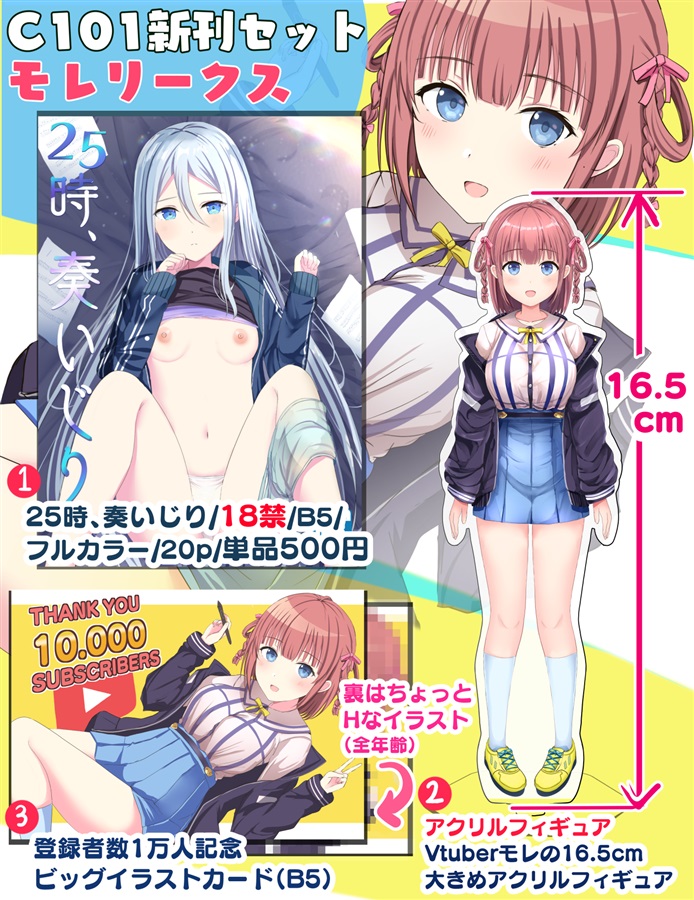 C101新刊セット
モレリークス
25時、奏いじり
1
25時、奏いじり/18禁/B5/
フルカラー/20p/単品500円
16.5
cm
THANK YOU
10.000
SUBSCRIBERS
裏はちょっと
Hなイラスト
(全年齢)
3
登録者数1万人記念
ビッグイラストカード(B5)
2
アクリルフィギュア
Vtuberモレの16.5cm
大きめアクリルフィギュア